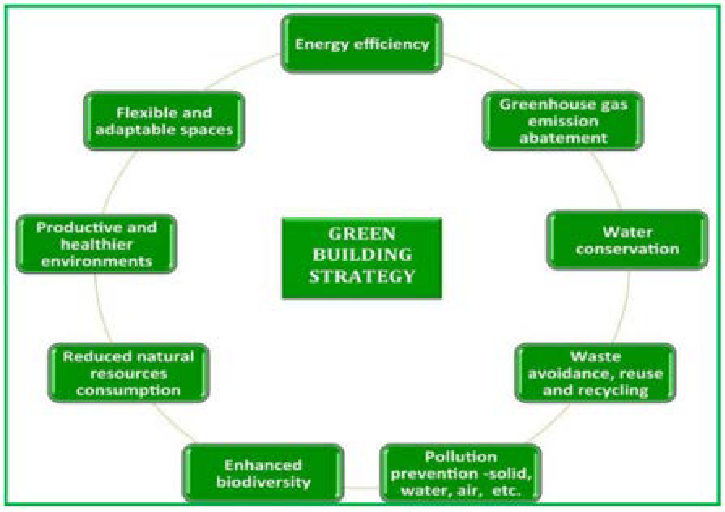 Energy efficiency
Greenhouse gas
emission
abatement
Water
conservation
Waste
avoidance, reuse
and recycling
Pollution
prevention -solid,
water, air, etc.
Enhanced
biodiversity
Reduced natural
resources
consumption
Productive and
healthier
environments
Flexible and
adaptable spaces
GREEN
BUILDING
STRATEGY